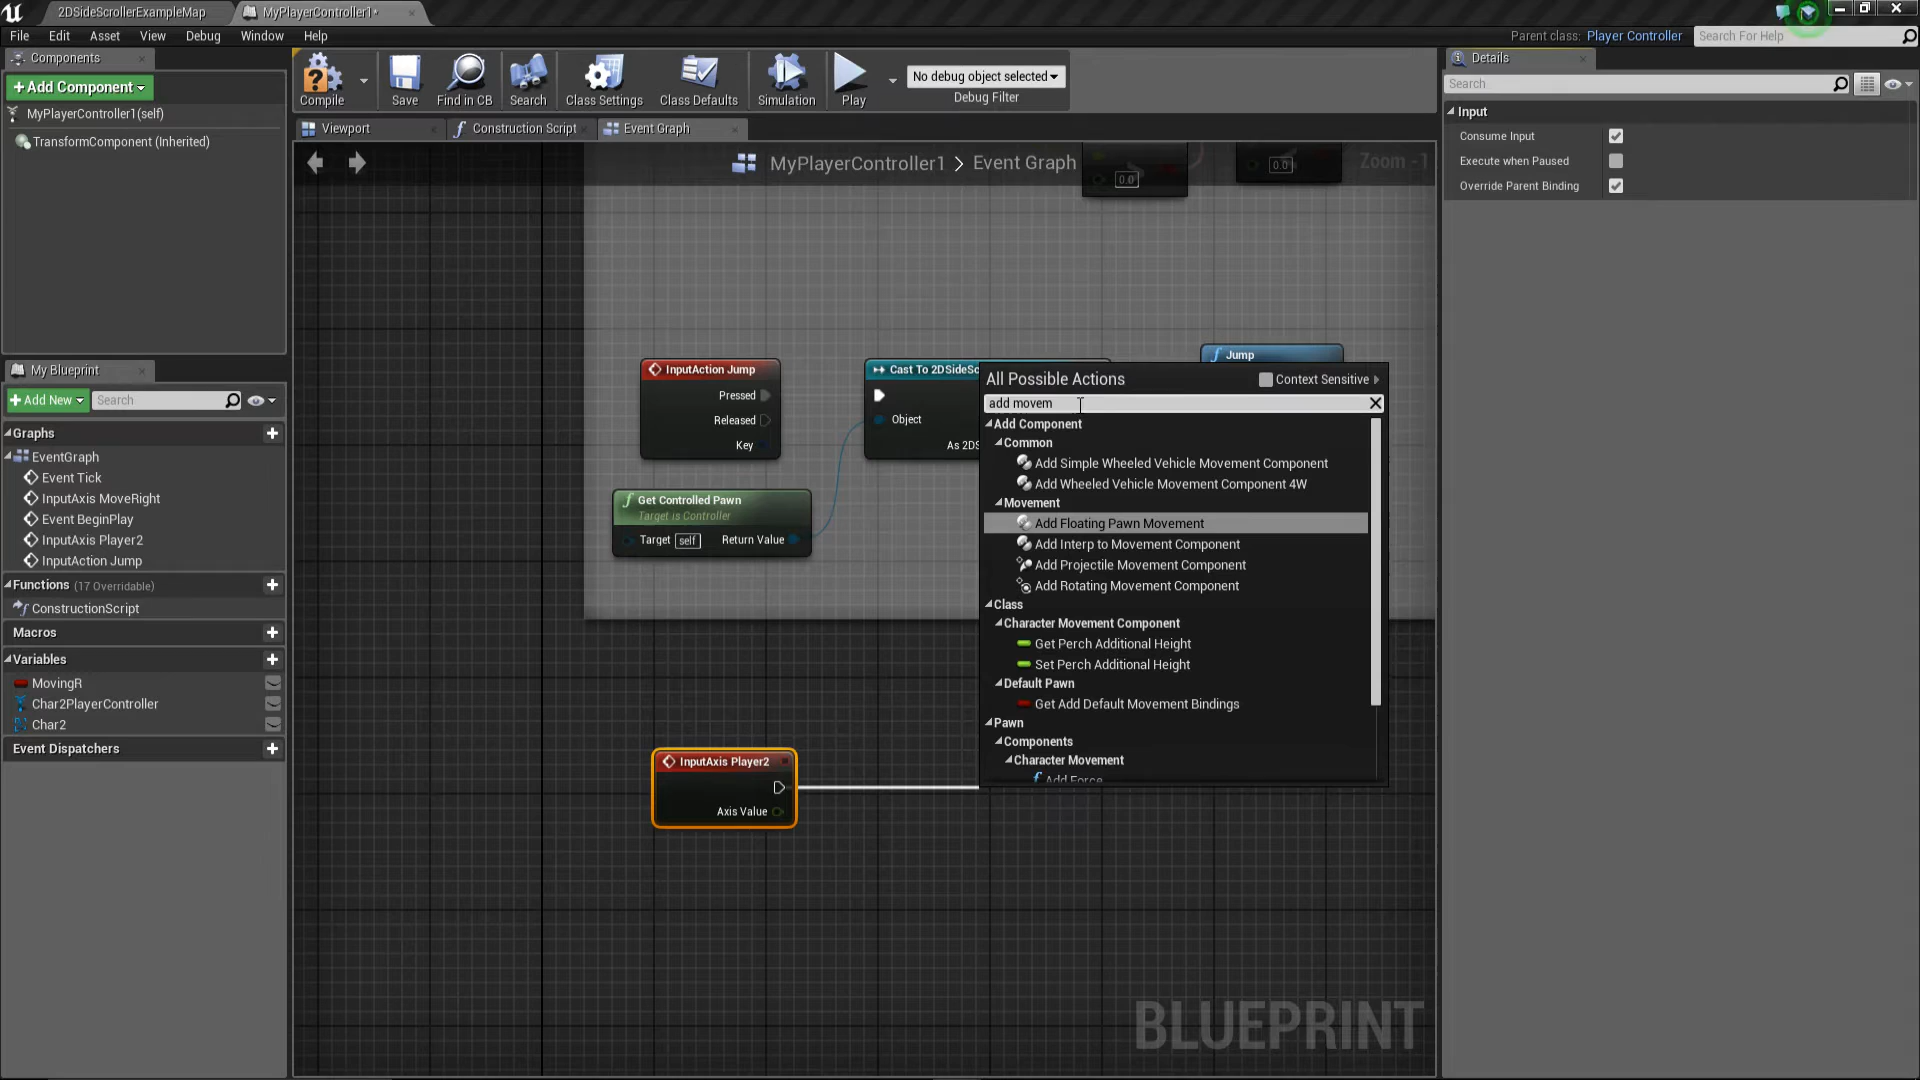 2DSideScrollerExampleMap
MyPlayerController1*
File Edit Asset View Debug Window Help
Parent class: Player Controller
Search For Help
Components
+Add Component
MyPlayerController1(self)
TransformComponent (Inherited)
Compile
Save
Find in CB
Search
Class Settings
Class Defaults
Simulation
Play
No debug object selected
Debug Filter
Viewport
Construction Script
Event Graph
MyPlayerController1 > Event Graph
Zoom -1
0.0
0.0
Details
Search
Input
Consume Input
Execute when Paused
Override Parent Binding
My Blueprint
+Add New
Search
Graphs
EventGraph
Event Tick
InputAxis MoveRight
Event BeginPlay
InputAxis Player2
InputAction Jump
Functions (17 Overridable)
ConstructionScript
Macros
Variables
MovingR
Char2PlayerController
Char2
Event Dispatchers
InputAction Jump
Pressed
Released
Key
Get Controlled Pawn
Target is Controller
Target self Return Value
Cast To 2DSideSc
Object
As 2DS
Jump
All Possible Actions
Context Sensitive
add movem
Add Component
Common
Add Simple Wheeled Vehicle Movement Component
Add Wheeled Vehicle Movement Component 4W
Movement
Add Floating Pawn Movement
Add Interp to Movement Component
Add Projectile Movement Component
Add Rotating Movement Component
Class
Character Movement Component
Get Perch Additional Height
Set Perch Additional Height
Default Pawn
Get Add Default Movement Bindings
Pawn
Components
Character Movement
Add Force
InputAxis Player2
Axis Value
BLUEPRINT